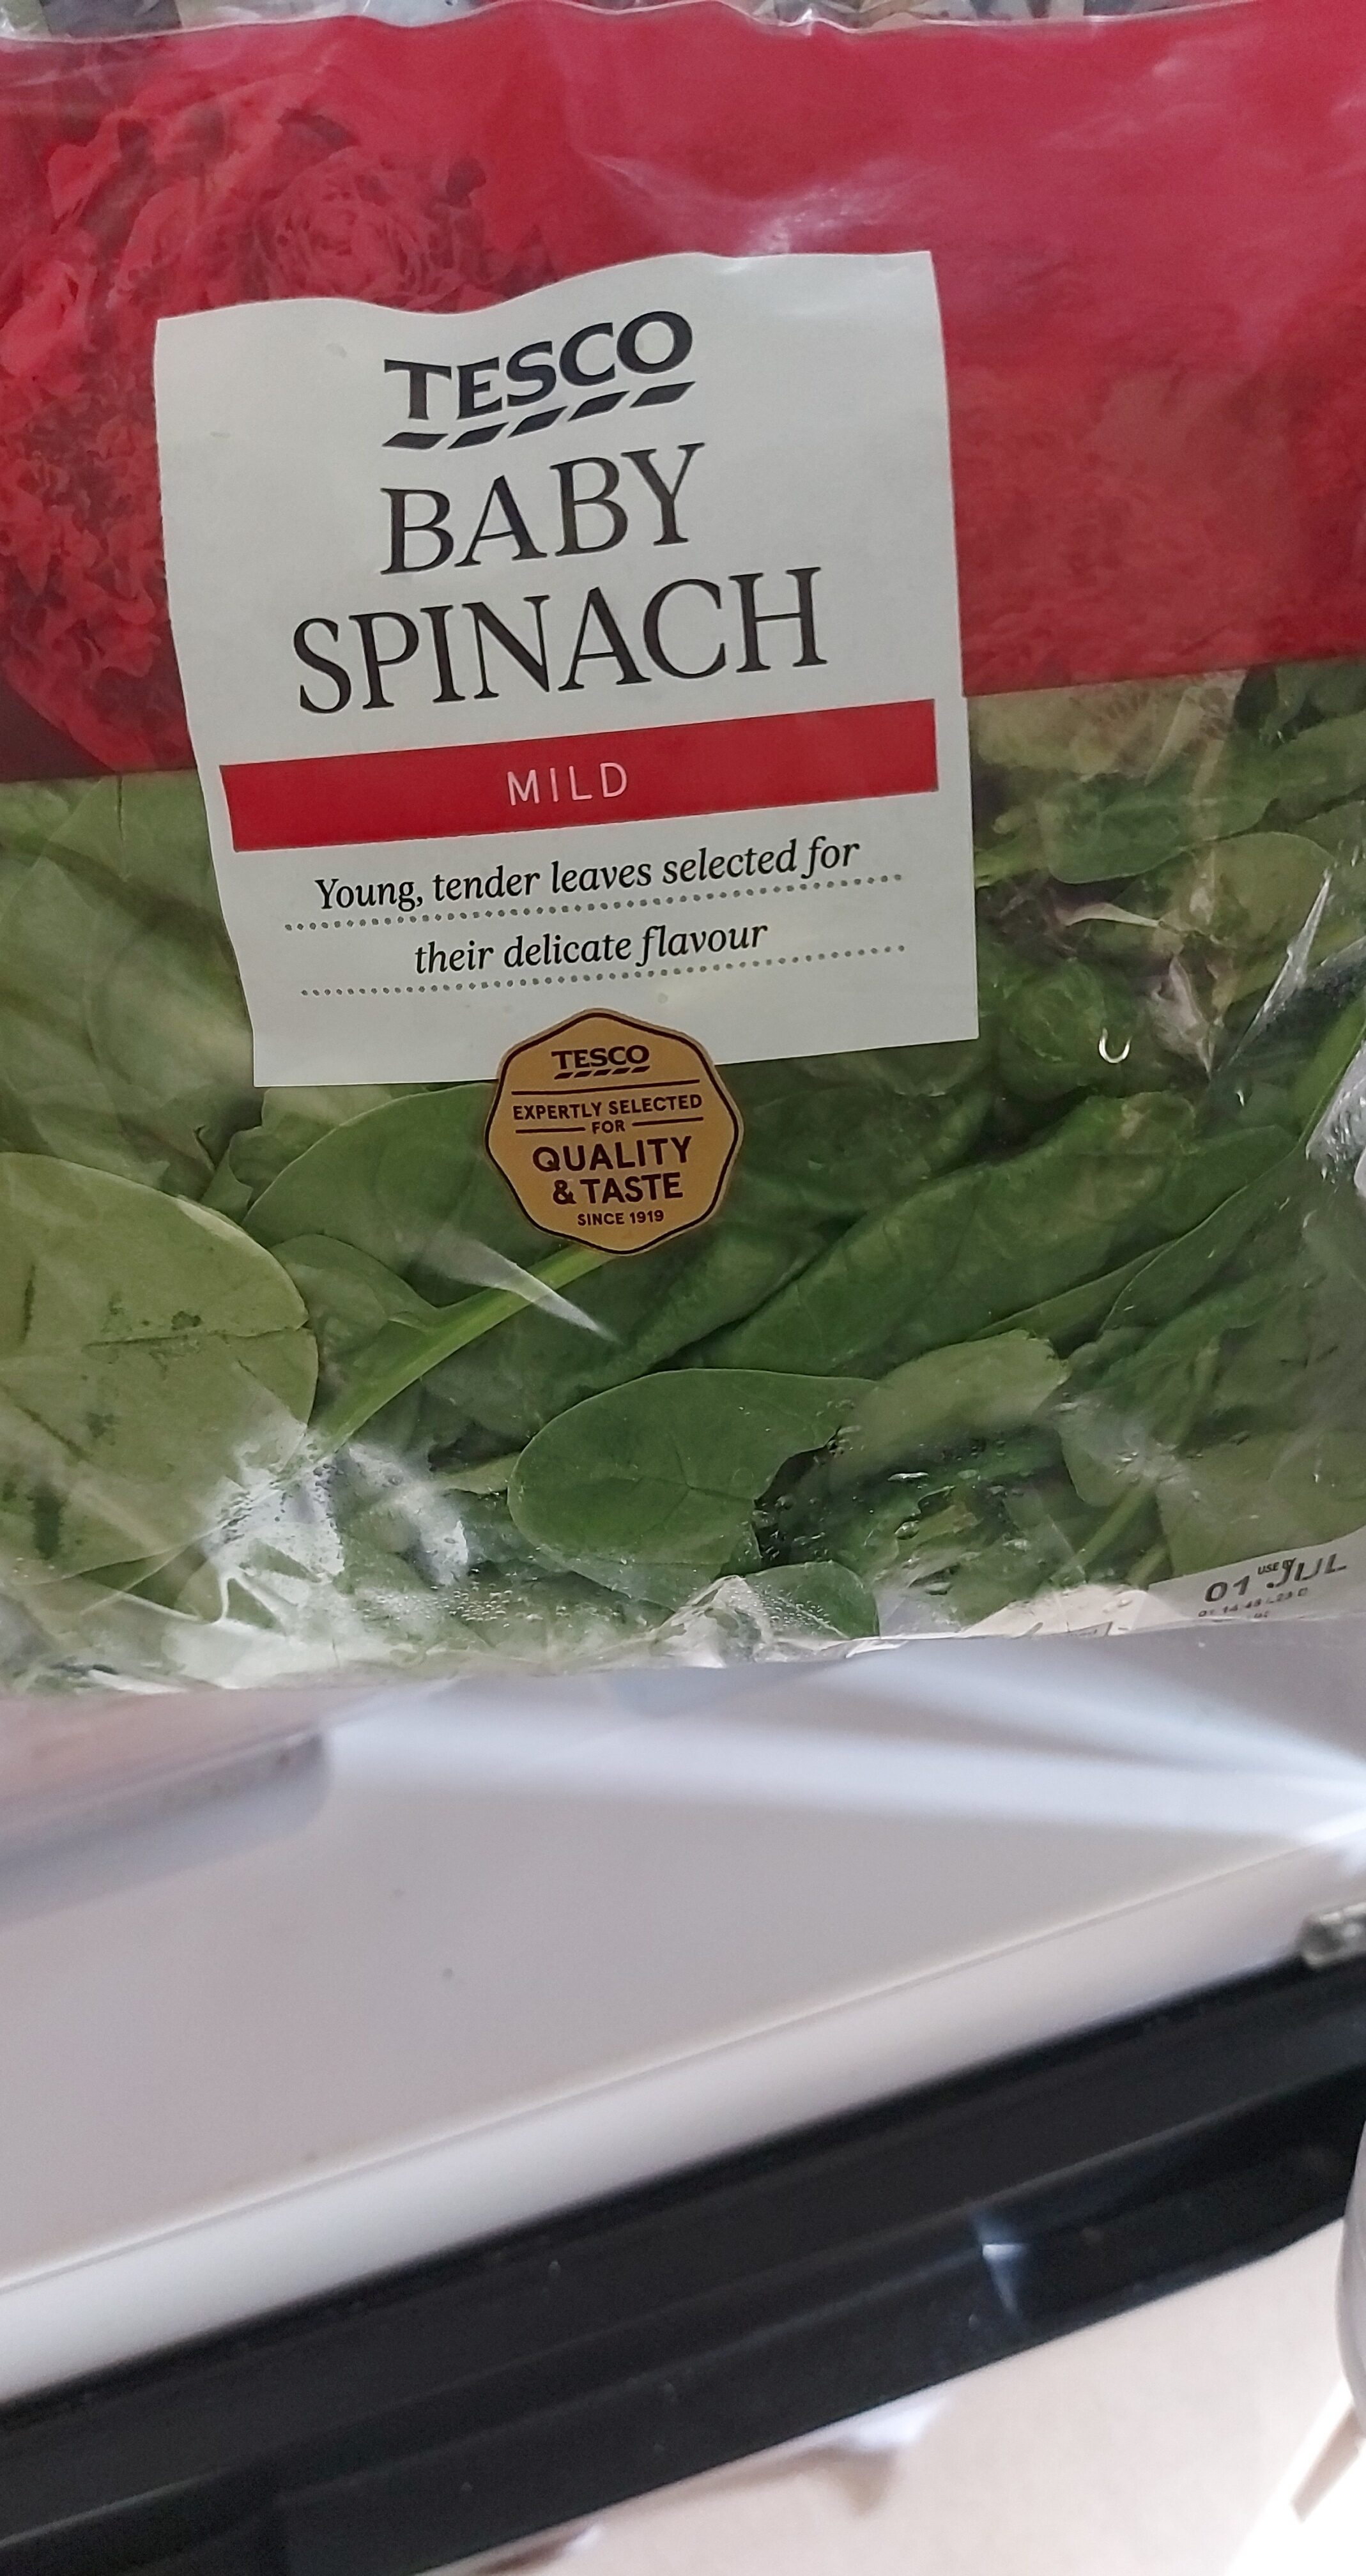 TESCO
BABY
SPINACH
MILD
Young, tender leaves selected for
their delicate flavour
TESCO
EXPERTLY SELECTED
FOR
QUALITY
& TASTE
SINCE 1919
USE BY
01 JUL